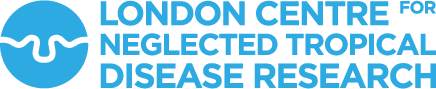 LONDON CENTRE FOR
NEGLECTED TROPICAL
DISEASE RESEARCH